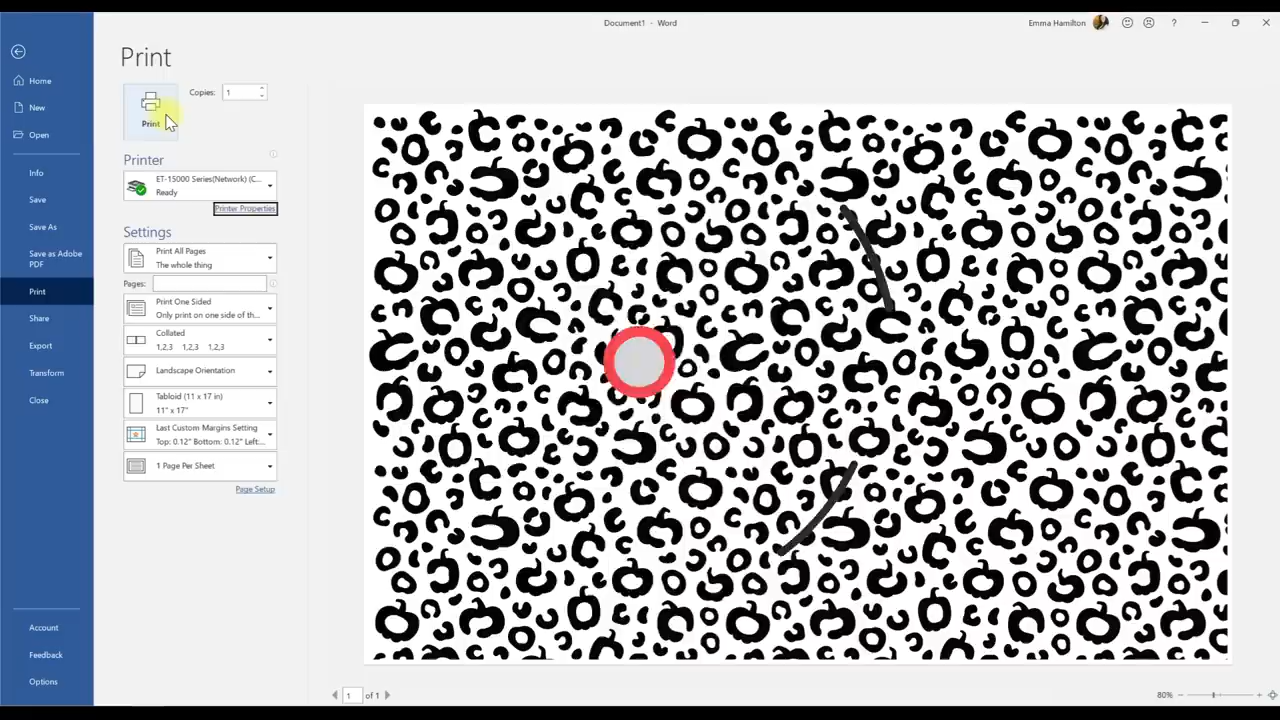 Document1 - Word
Emma Hamilton
?
Print
Home
New
Open
Info
Save
Save As
Save as Adobe
PDF
Print
Share
Export
Transform
Close
Account
Feedback
Options
Print
Copies: 1
Printer
ET-15000 Series(Network) (C...
Ready
Printer Properties
Settings
Print All Pages
The whole thing
Pages:
Print One Sided
Only print on one side of th...
Collated
1,2,3 1,2,3 1,2,3
Landscape Orientation
Tabloid (11 x 17 in)
11" x 17"
Last Custom Margins Setting
Top: 0.12" Bottom: 0.12" Left:...
1 Page Per Sheet
Page Setup
1 of 1
80%